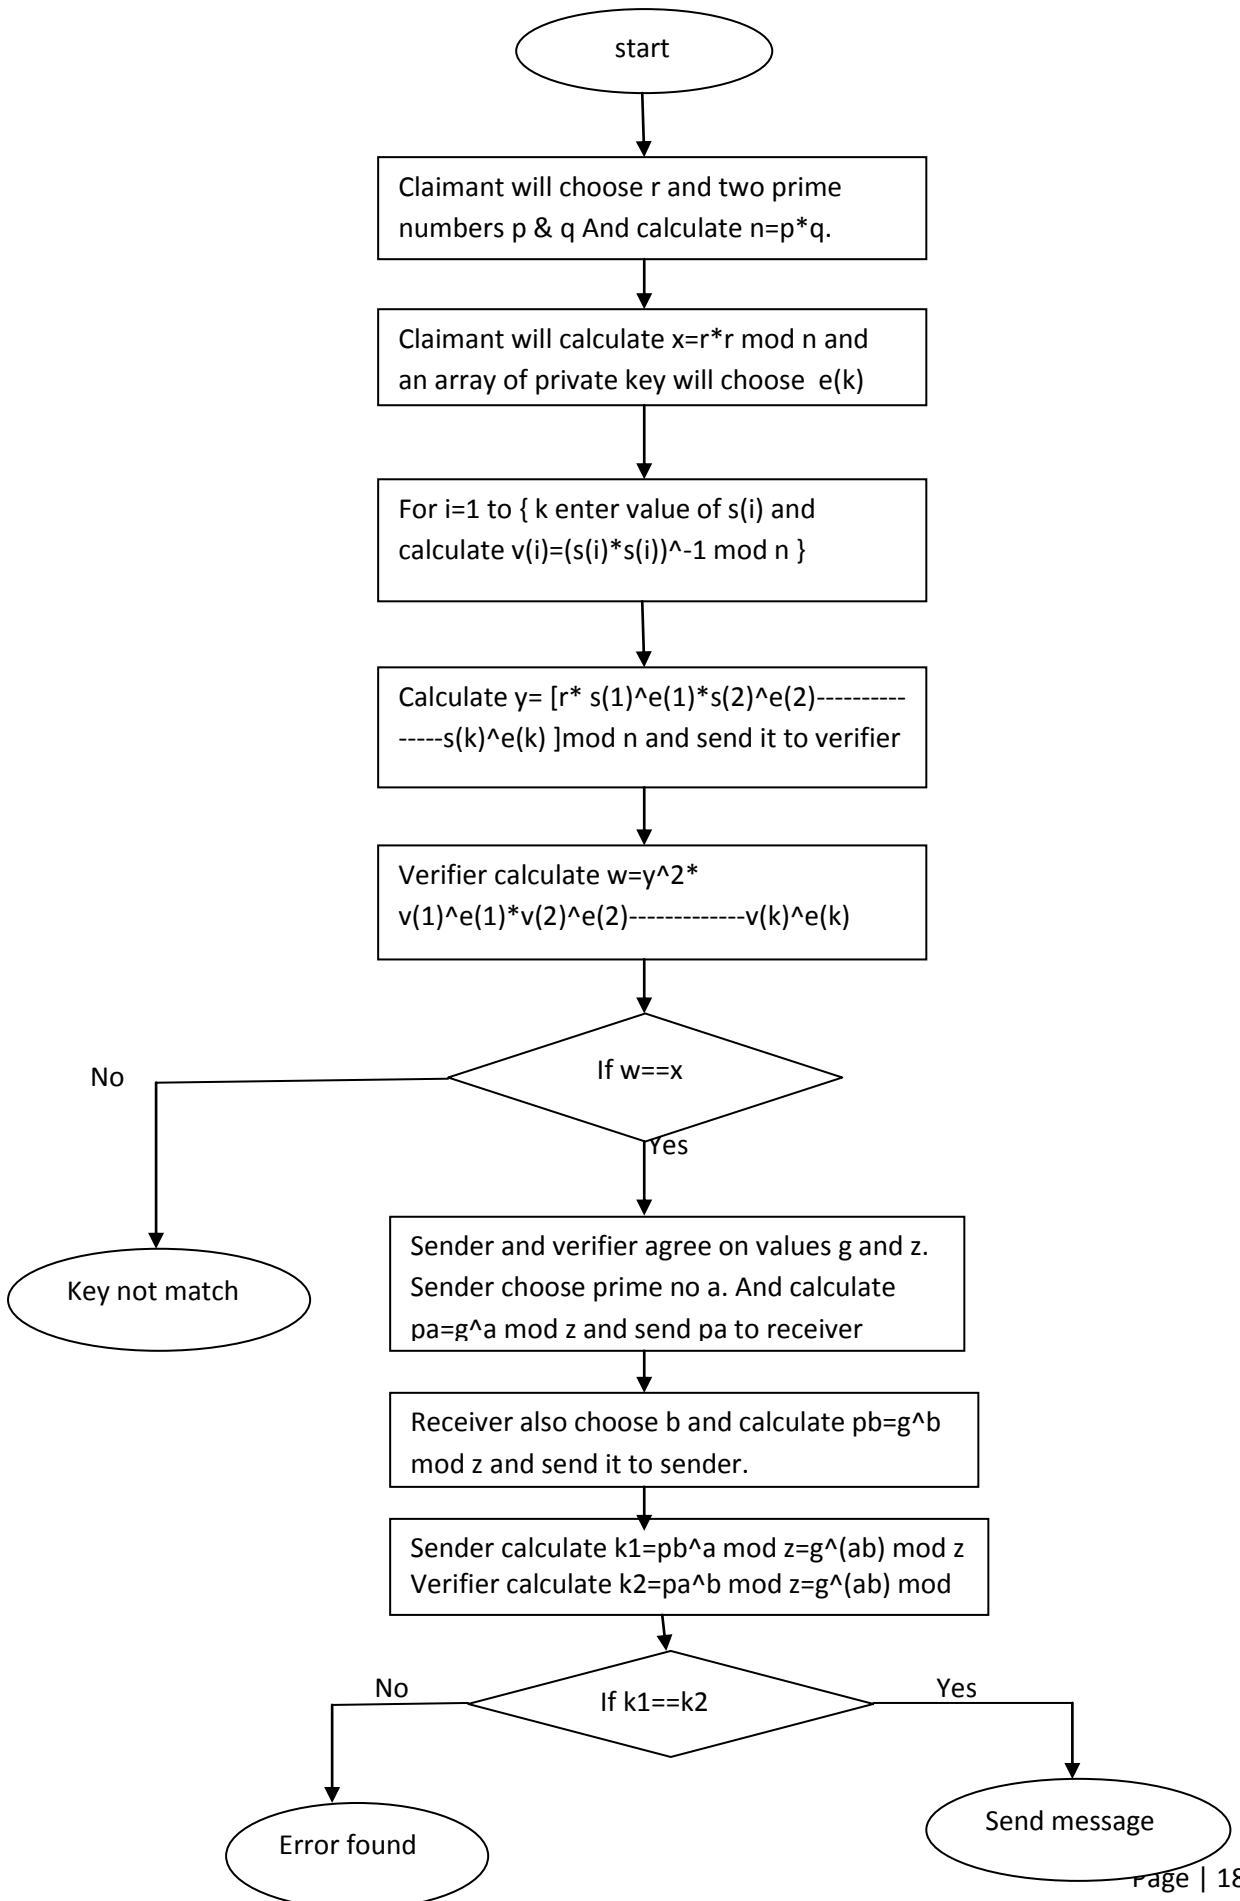 start
Claimant will choose r and two prime
numbers p & q And calculate n=p*q.
Claimant will calculate x=r*r mod n and
an array of private key will choose e(k)
For i=1 to { k enter value of s(i) and
calculate v(i)=(s(i)*s(i))^-1 mod n }
Calculate y= [r* s(1)^e(1)*s(2)^e(2)----------
-----s(k)^e(k) ]mod n and send it to verifier
Verifier calculate w=y^2*
v(1)^e(1)*v(2)^e(2)-------------v(k)^e(k)
If w==x
No
Yes
Key not match
Sender and verifier agree on values g and z.
Sender choose prime no a. And calculate
pa=g^a mod z and send pa to receiver
Receiver also choose b and calculate pb=g^b
mod z and send it to sender.
Sender calculate k1=pb^a mod z=g^(ab) mod z
Verifier calculate k2=pa^b mod z=g^(ab) mod
If k1==k2
No
Yes
Error found
Send message
Page | 18